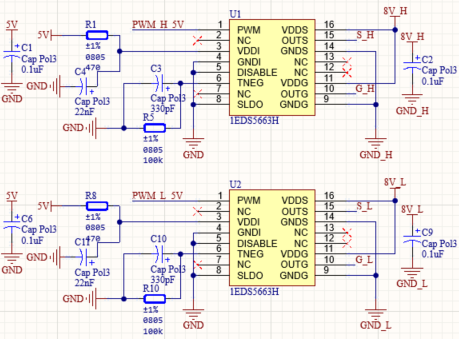 8V_H
U1
5V
5V
R1
PWM_H_5V
1
PWM
VDDS
16
2
NC
OUTS
15
S_H
3
VDDI
GNDS
14
4
GNDI
NC
13
5
DISABLE
NC
12
6
TNEG
VDDG
11
7
NC
OUTG
10
G_H
8
SLDO
GNDG
9
1EDS5663H
C1
Cap Pol3
0.1uF
GND
±1%
0805
470
C4
GND
Cap Pol3
22nF
C3
Cap Pol3
330pF
GND
R5
±1%
0805
100k
GND
8V_H
C2
Cap Pol3
0.1uF
GND_H
GND_H
8V_L
U2
5V
5V
R8
PWM_L_5V
1
PWM
VDDS
16
2
NC
OUTS
15
S_L
3
VDDI
GNDS
14
4
GNDI
NC
13
5
DISABLE
NC
12
6
TNEG
VDDG
11
7
NC
OUTG
10
G_L
8
SLDO
GNDG
9
1EDS5663H
C6
Cap Pol3
0.1uF
GND
±1%
0805
470
C11
GND
Cap Pol3
22nF
C10
Cap Pol3
330pF
GND
R10
±1%
0805
100k
GND
8V_L
C9
Cap Pol3
0.1uF
GND_L
GND_L